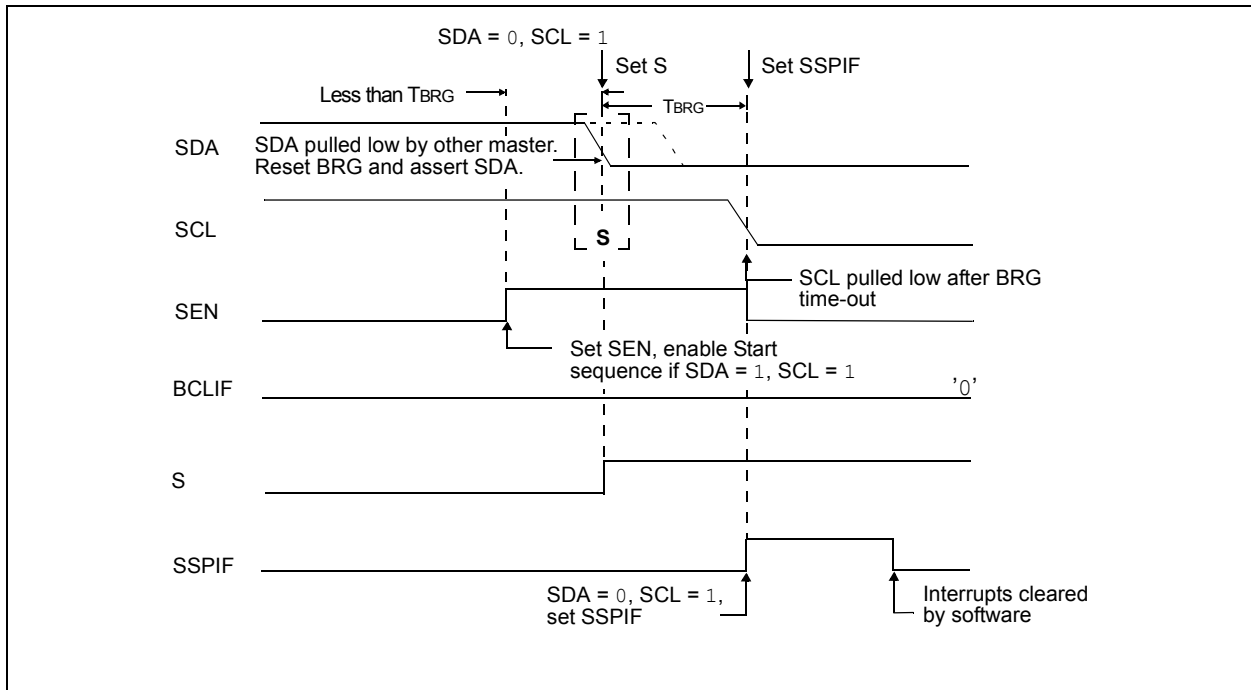 SDA = 0, SCL = 1
Set S
Set SSPIF
Less than TBRG
TBRG
SDA
SDA pulled low by other master.
Reset BRG and assert SDA.
SCL
S
SCL pulled low after BRG
time-out
SEN
Set SEN, enable Start
sequence if SDA = 1, SCL = 1
BCLIF
'0'
S
SSPIF
SDA = 0, SCL = 1,
set SSPIF
Interrupts cleared
by software